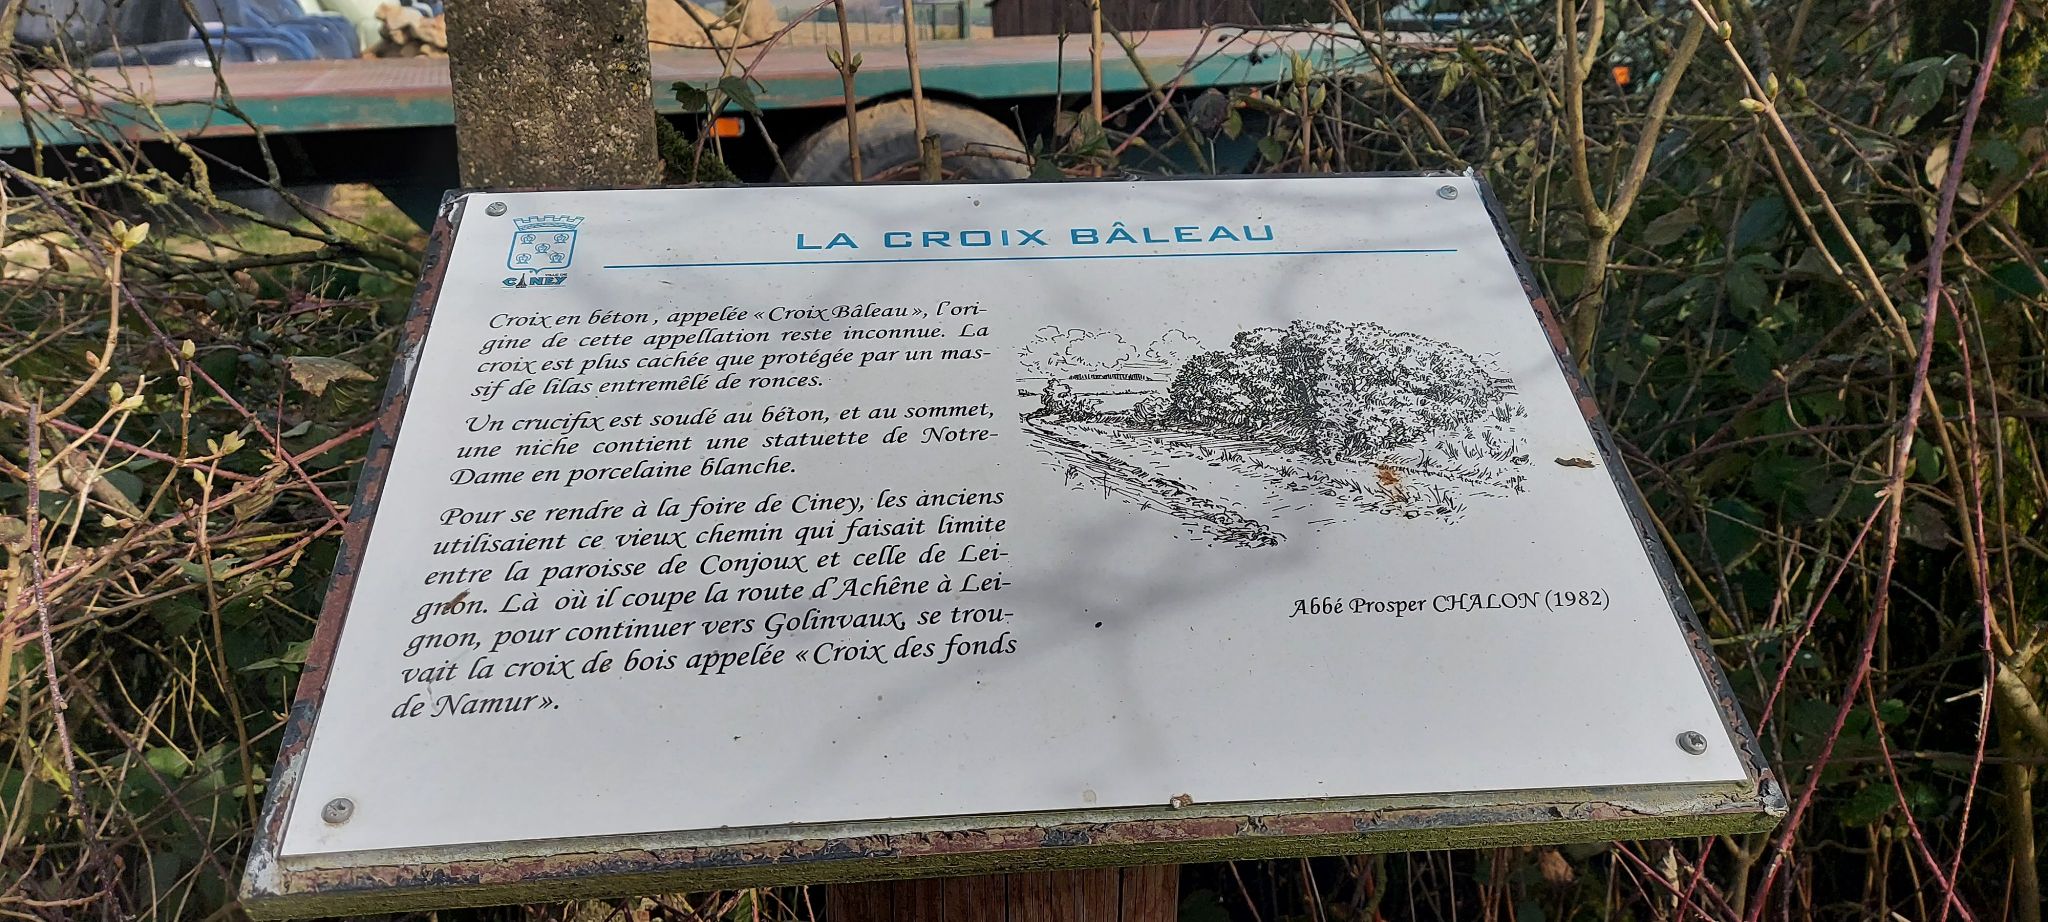 LA CROIX BÂLEAU
VILLE DE
CINEY
Croix en béton, appelée «Croix Bâleau», l'ori-
gine de cette appellation reste inconnue. La
croix est plus cachée que protégée par un mas-
sif de lilas entremêlé de ronces.
Un crucifix est soudé au béton, et au sommet,
une niche contient une statuette de Notre-
Dame en porcelaine blanche.
Pour se rendre à la foire de Ciney, les anciens
utilisaient ce vieux chemin qui faisait limite
entre la paroisse de Conjoux et celle de Lei-
gnon. Là où il coupe la route d'Achêne à Lei-
gnon, pour continuer vers Golinvaux, se trou-
vait la croix de bois appelée «Croix des fonds
de Namur».
Abbé Prosper CHALON (1982)